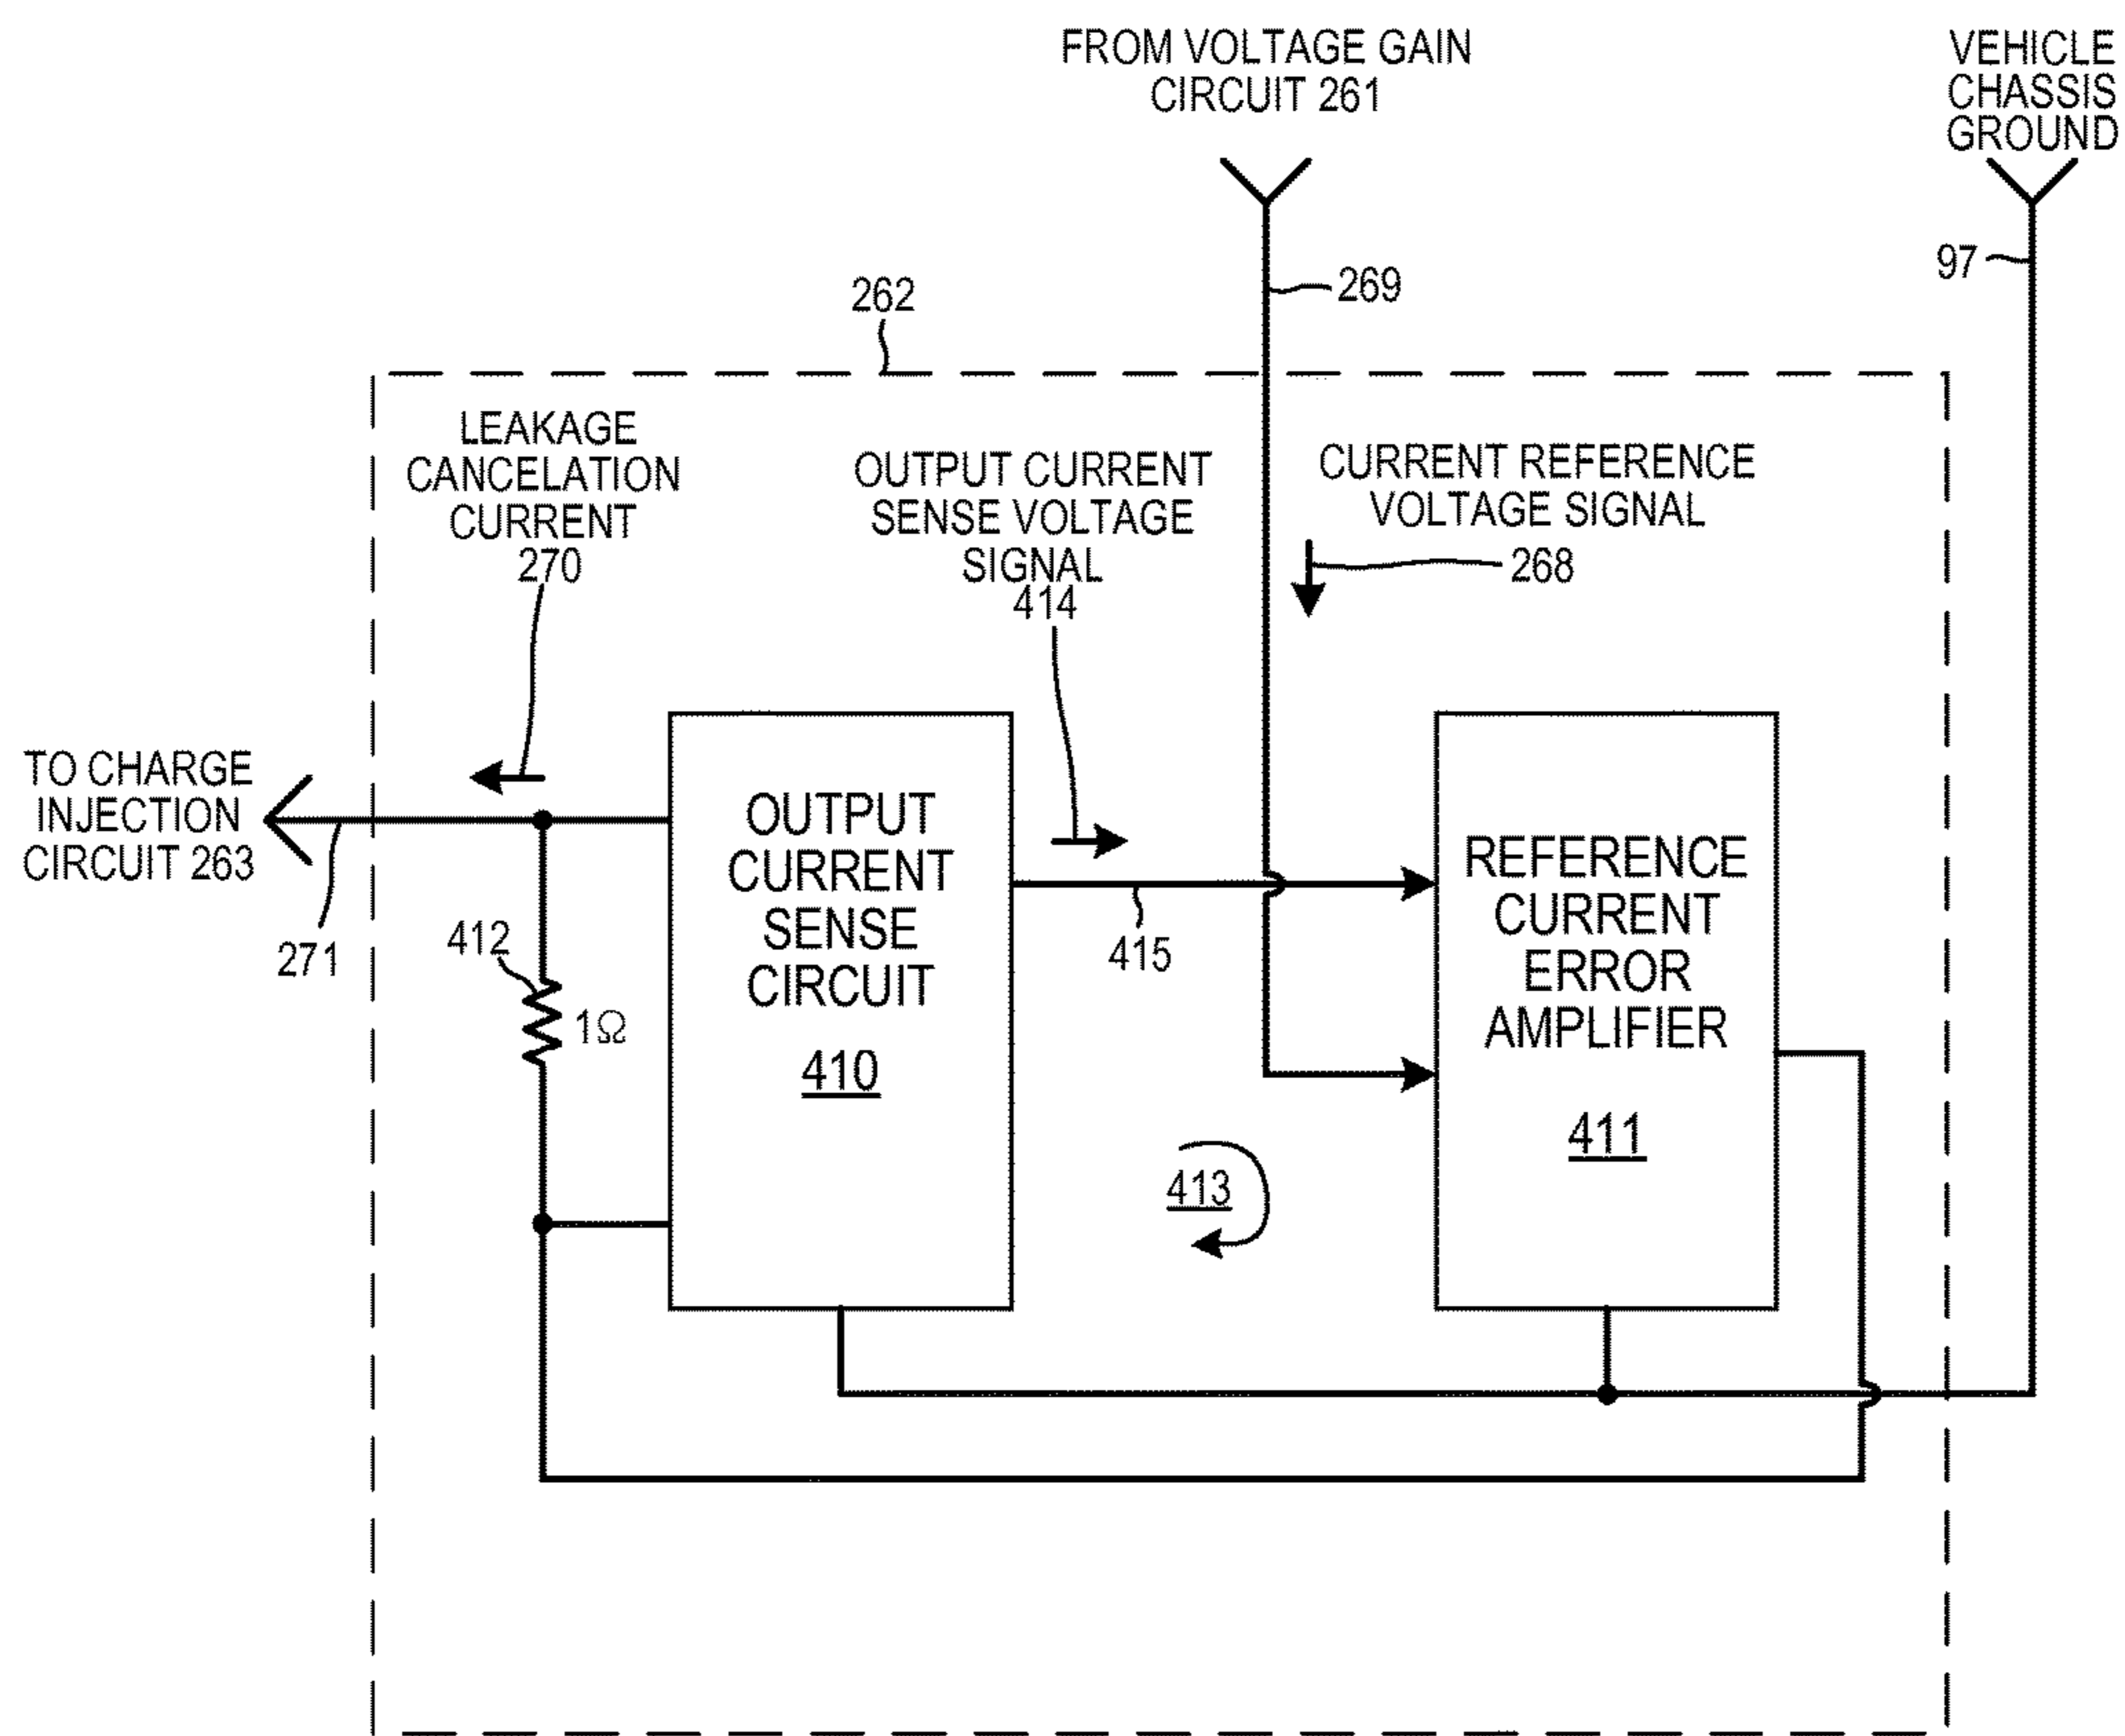 FROM VOLTAGE GAIN
CIRCUIT 261
VEHICLE
CHASSIS
GROUND
97
269
262
LEAKAGE
CANCELATION
CURRENT
270
OUTPUT CURRENT
SENSE VOLTAGE
SIGNAL
414
CURRENT REFERENCE
VOLTAGE SIGNAL
268
TO CHARGE
INJECTION
CIRCUIT 263
271
412
1Ω
OUTPUT
CURRENT
SENSE
CIRCUIT
410
415
REFERENCE
CURRENT
ERROR
AMPLIFIER
411
413